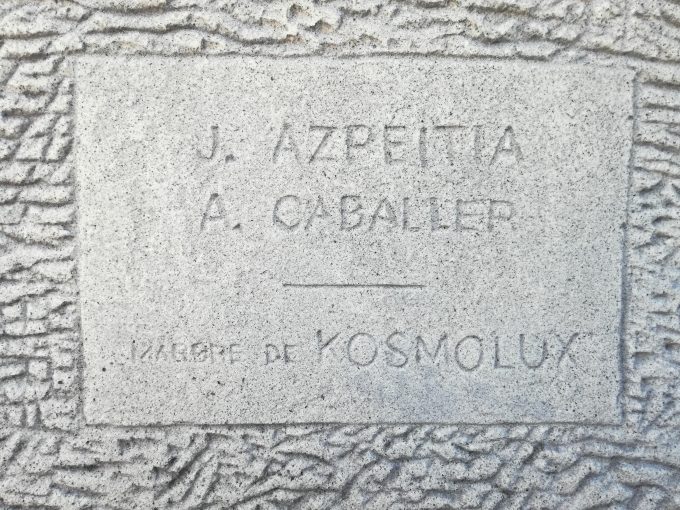 J. AZPEITIA
A. CABALLER
MARBRE DE KOSMOLUX